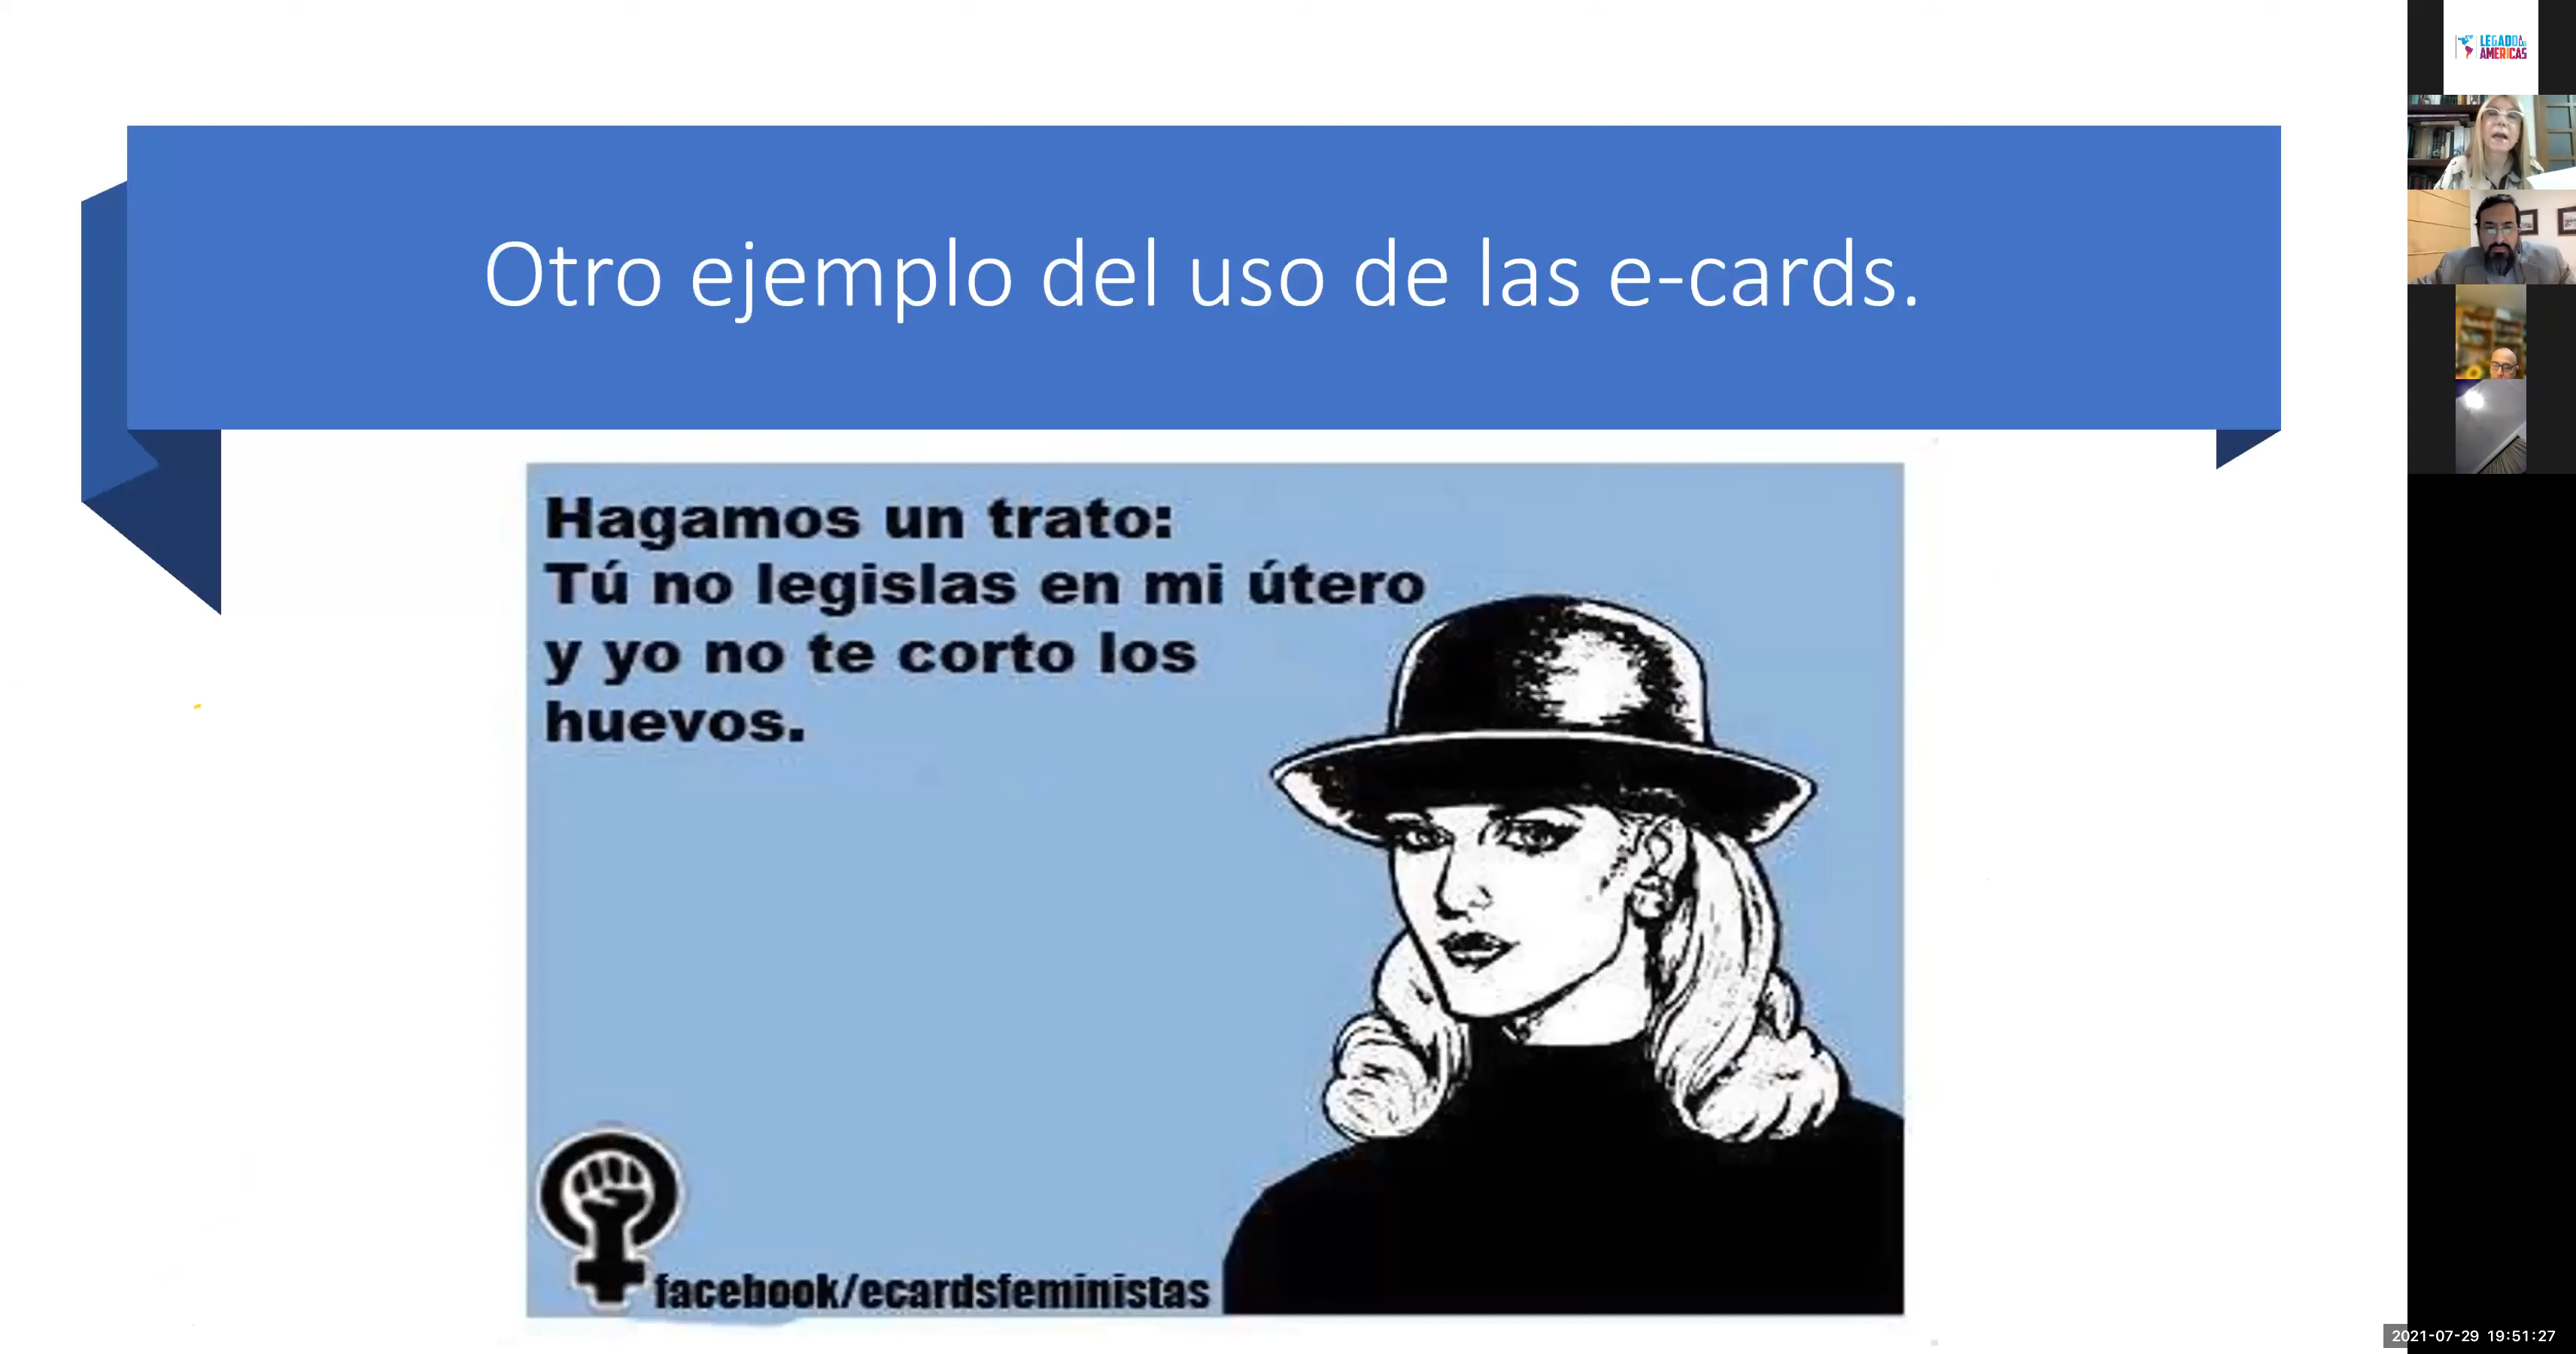 LEGADO A LAS
AMERICAS
Otro ejemplo del uso de las e-cards.
Hagamos un trato:
Tú no legislas en mi útero
y yo no te corto los
huevos.
facebook/ecardsfeministas
2021-07-29 19:51:27